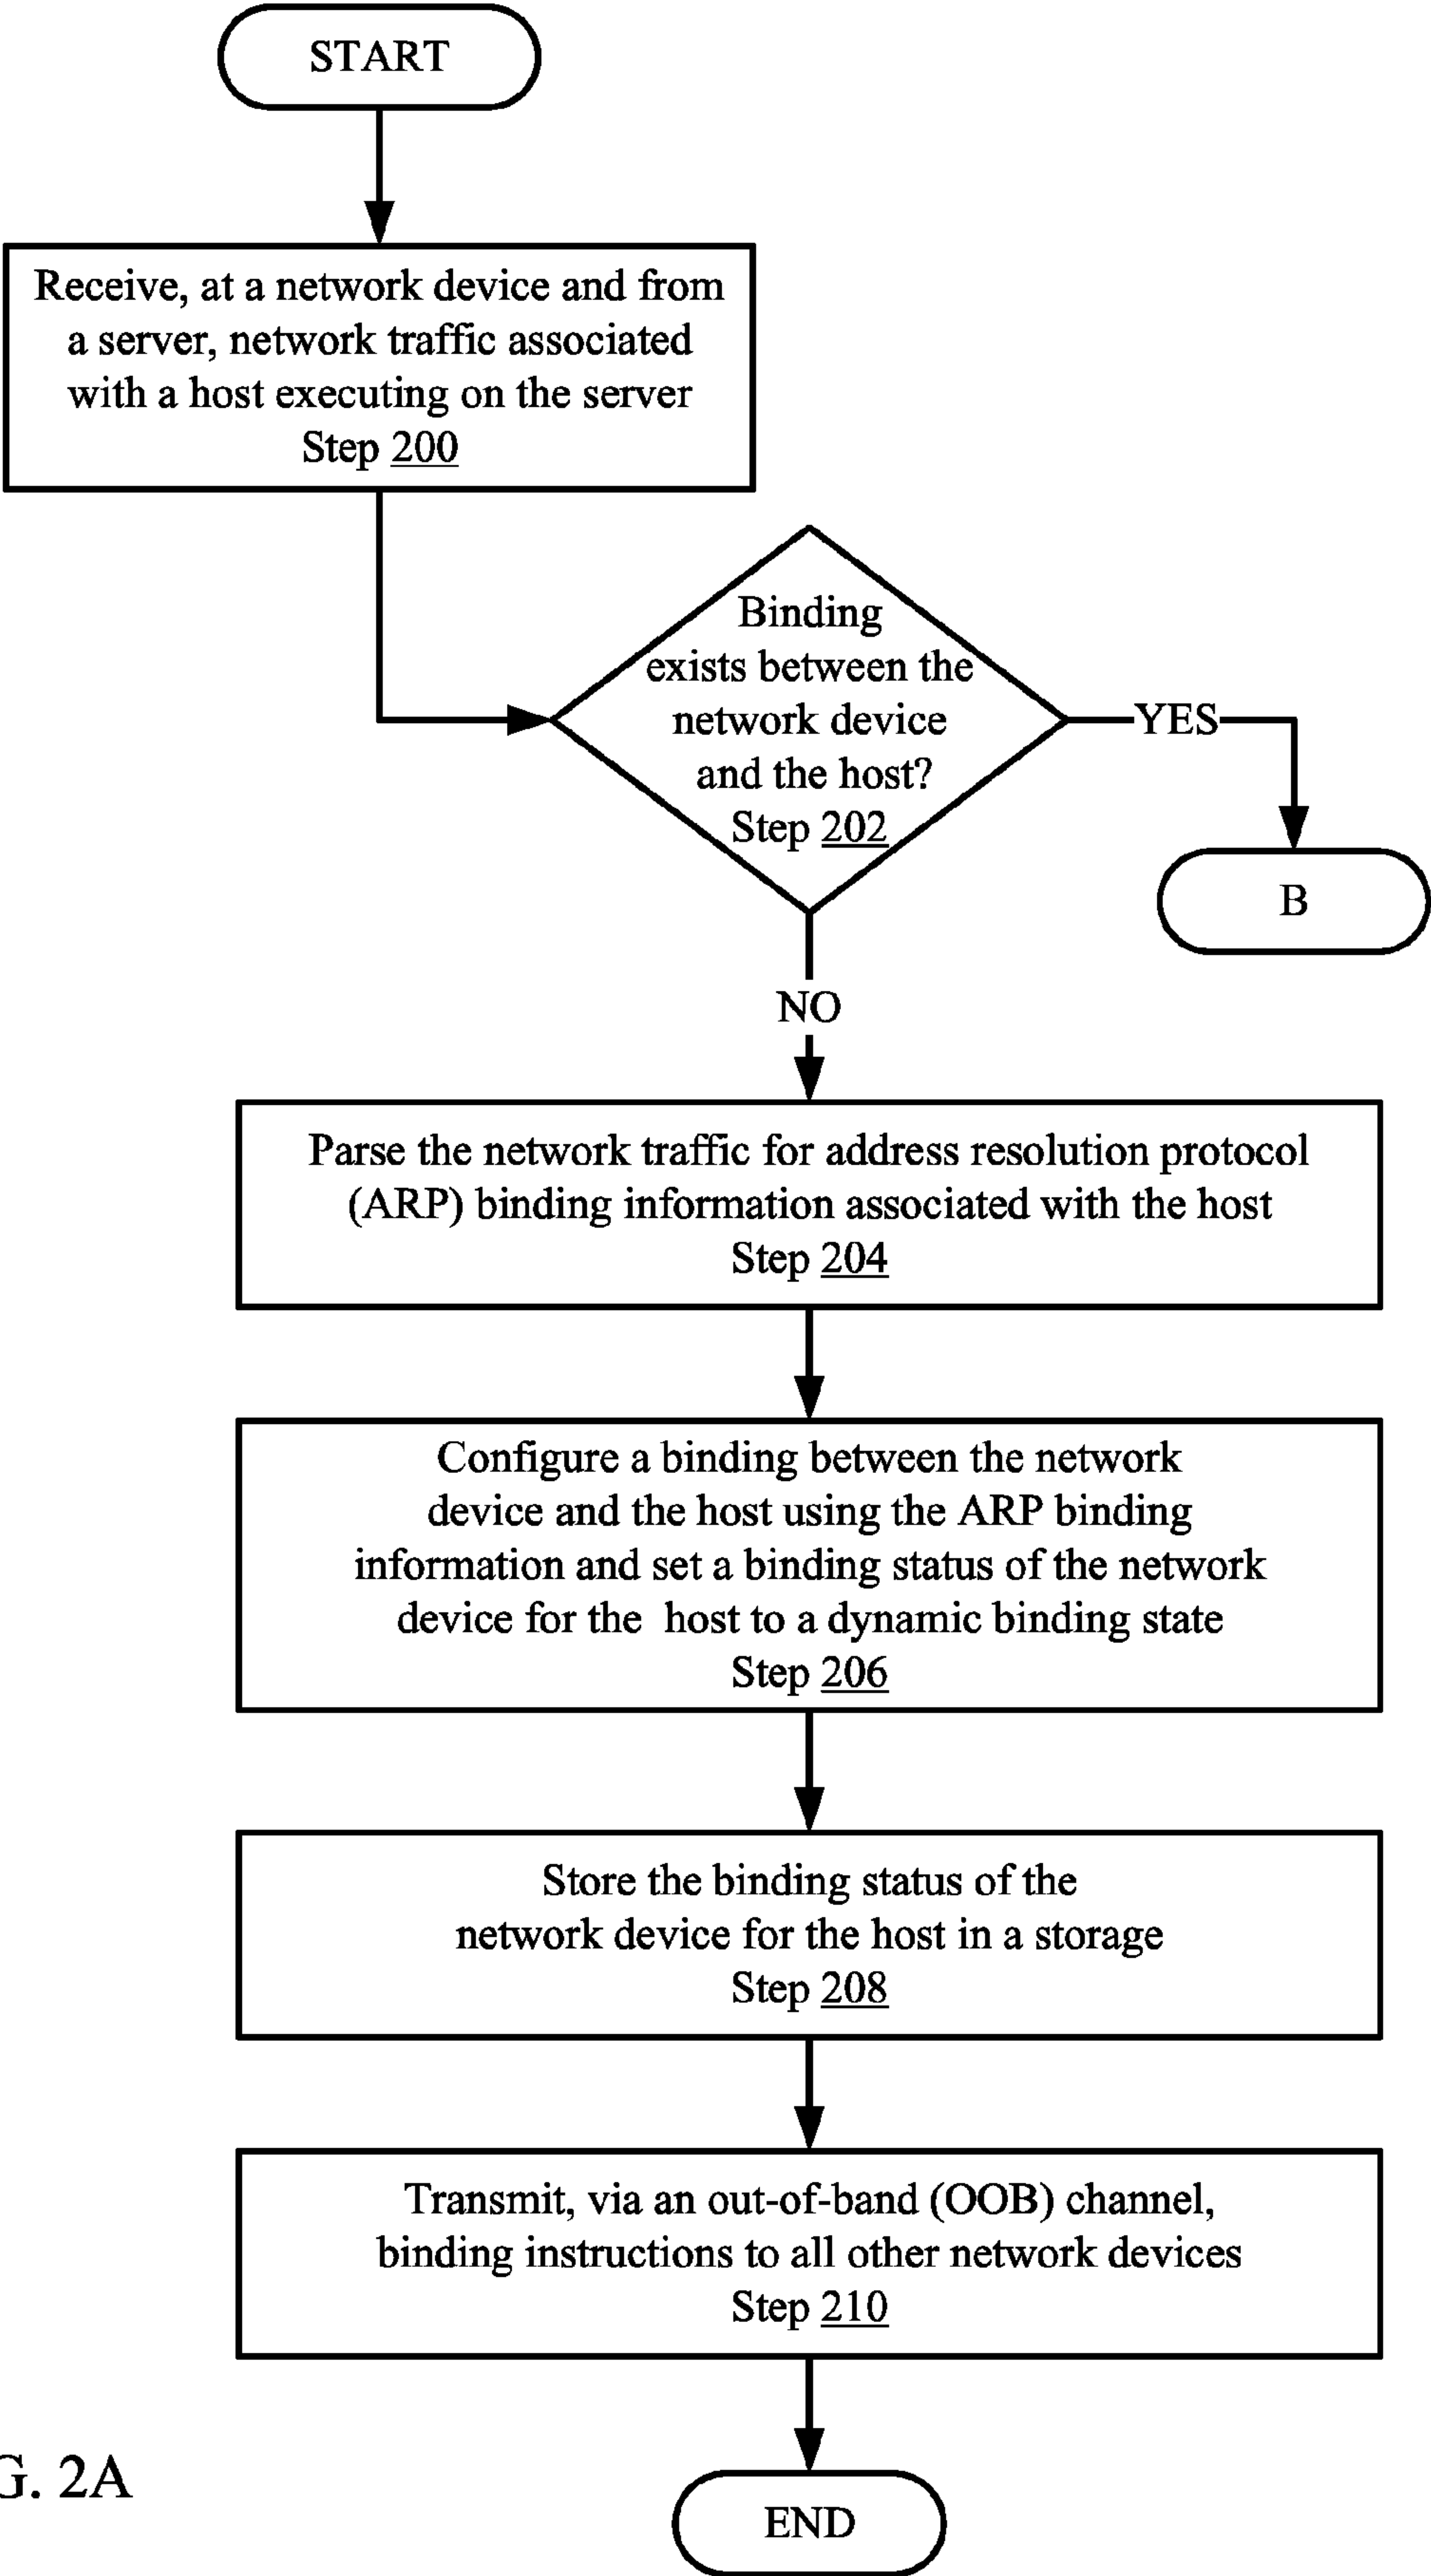 START
Receive, at a network device and from
a server, network traffic associated
with a host executing on the server
Step 200
Binding
exists between the
network device
and the host?
Step 202
YES
B
NO
Parse the network traffic for address resolution protocol
(ARP) binding information associated with the host
Step 204
Configure a binding between the network
device and the host using the ARP binding
information and set a binding status of the network
device for the host to a dynamic binding state
Step 206
Store the binding status of the
network device for the host in a storage
Step 208
Transmit, via an out-of-band (OOB) channel,
binding instructions to all other network devices
Step 210
END
G. 2A